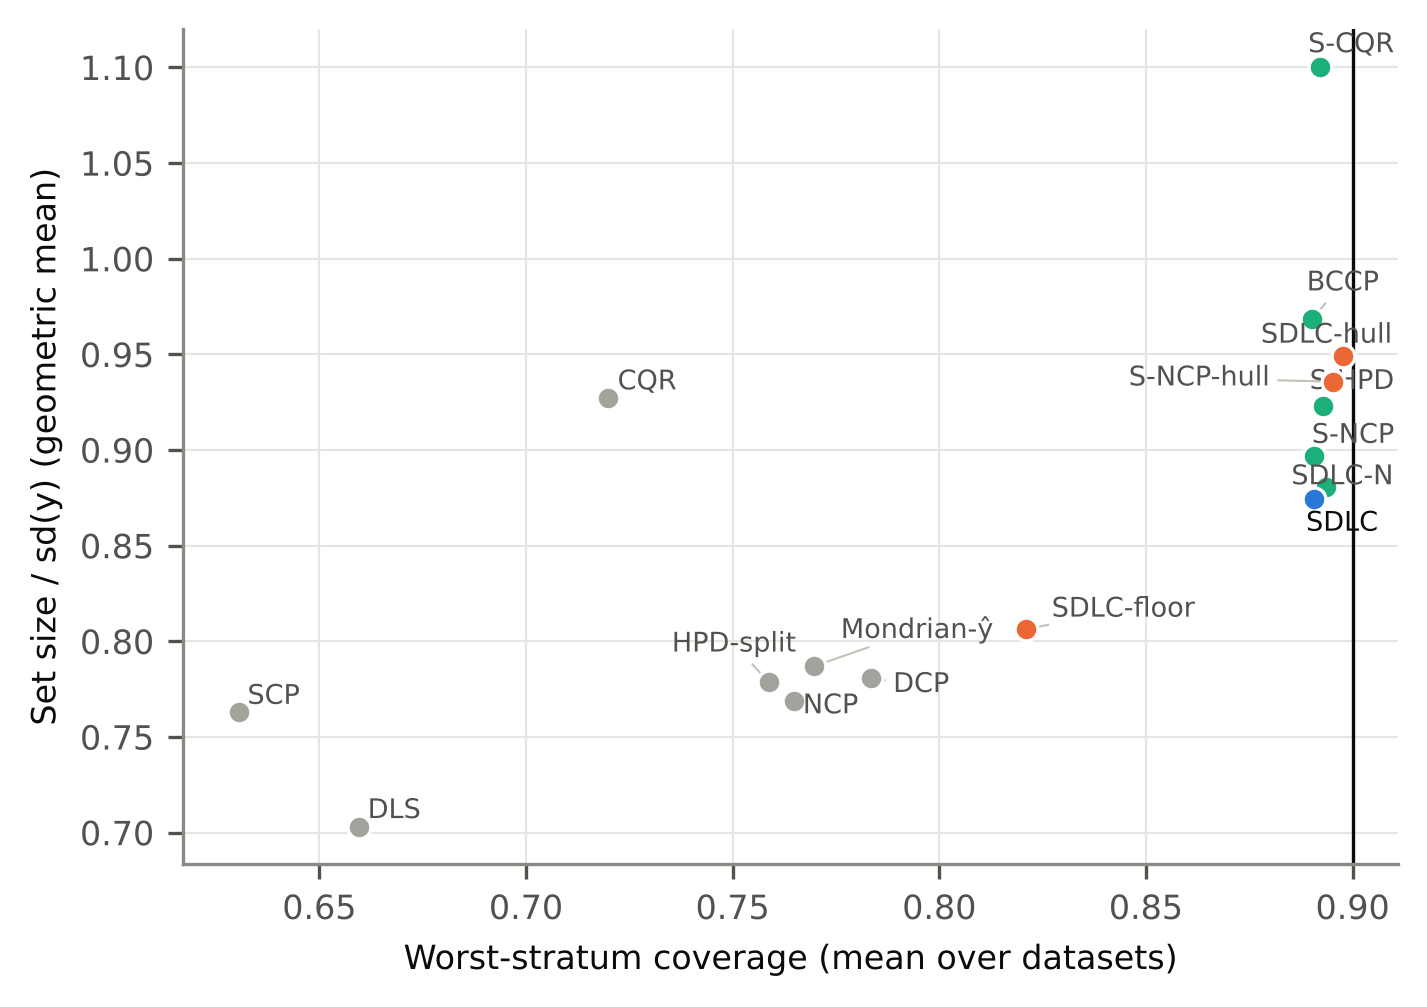 Set size / sd(y) (geometric mean)
1.10
1.05
1.00
0.95
0.90
0.85
0.80
0.75
0.70
S-CQR
BCCP
SDLC-hull
S-NCP-hull
S-HPD
CQR
S-NCP
SDLC-N
SDLC
SDLC-floor
Mondrian-ŷ
HPD-split
DCP
NCP
SCP
DLS
0.65
0.70
0.75
0.80
0.85
0.90
Worst-stratum coverage (mean over datasets)